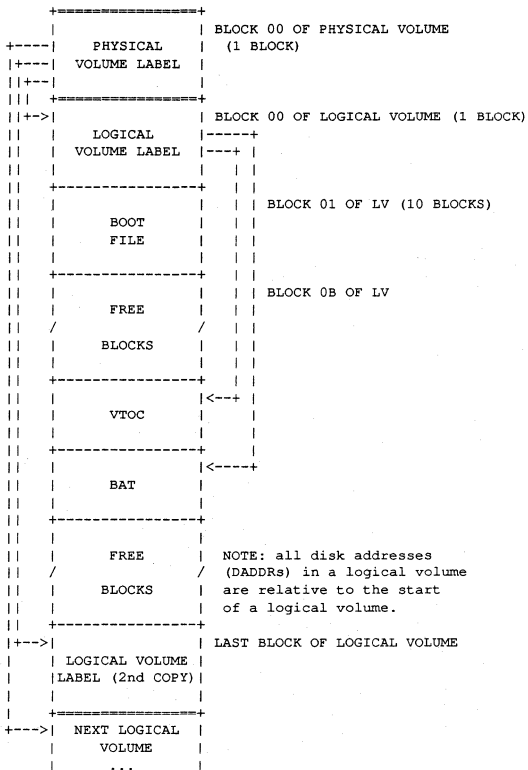 BLOCK 00 OF PHYSICAL VOLUME
PHYSICAL (1 BLOCK)
VOLUME LABEL
BLOCK 00 OF LOGICAL VOLUME (1 BLOCK)
LOGICAL
VOLUME LABEL
BLOCK 01 OF LV (10 BLOCKS)
BOOT
FILE
BLOCK 0B OF LV
FREE
BLOCKS
VTOC
BAT
FREE NOTE: all disk addresses
(DADDRs) in a logical volume
BLOCKS are relative to the start
of a logical volume.
LAST BLOCK OF LOGICAL VOLUME
LOGICAL VOLUME
LABEL (2nd COPY)
NEXT LOGICAL
VOLUME
...